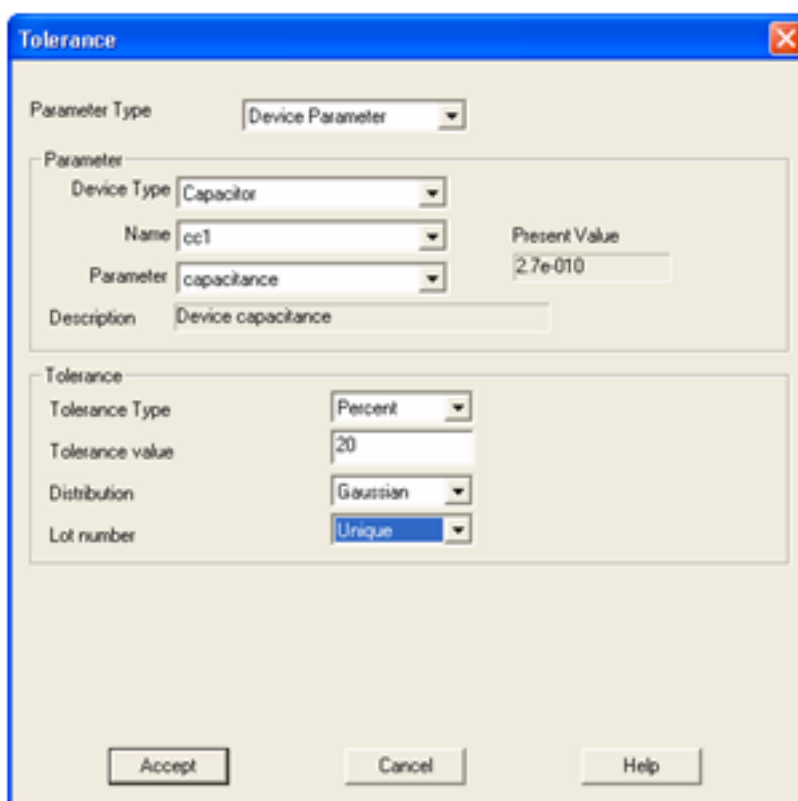 Tolerance
Parameter Type Device Parameter
Parameter
Device Type Capacitor
Name cc1 Present Value
2.7e-010
Parameter capacitance
Description Device capacitance
Tolerance
Tolerance Type Percent
Tolerance value 20
Distribution Gaussian
Lot number Unique
Accept Cancel Help